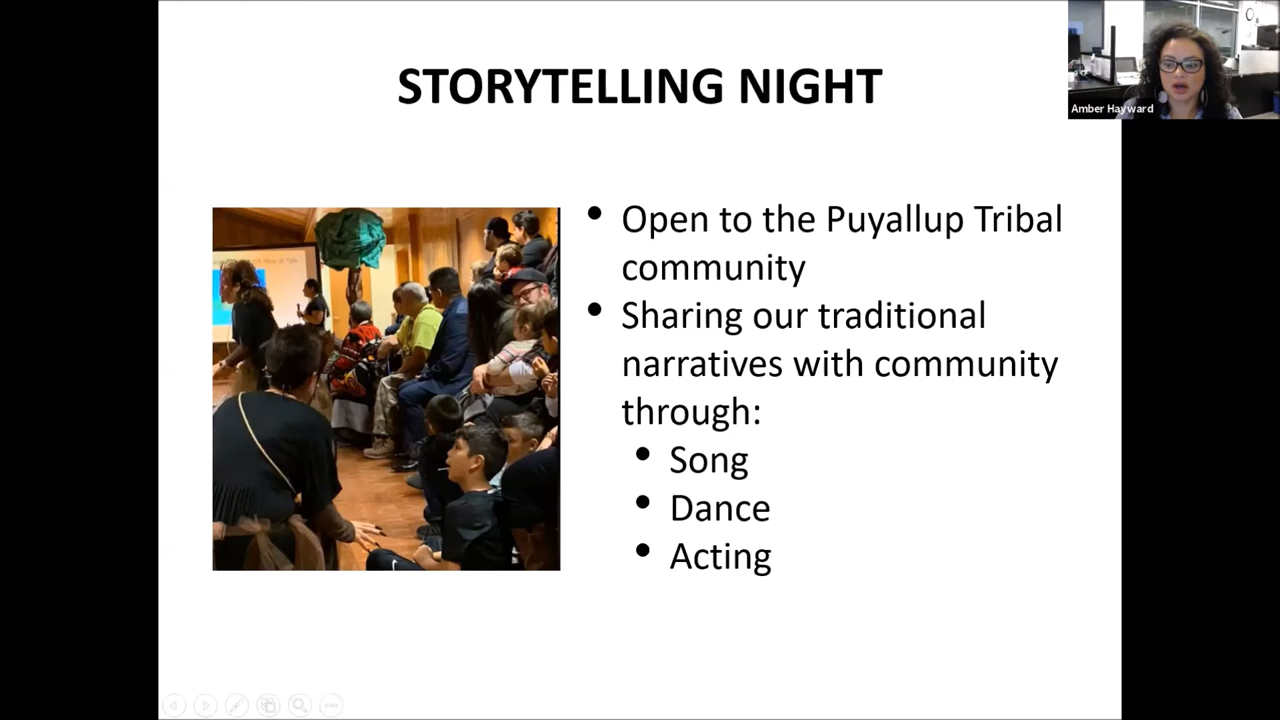 STORYTELLING NIGHT
Amber Hayward
• Open to the Puyallup Tribal
community
• Sharing our traditional
narratives with community
through:
• Song
• Dance
• Acting